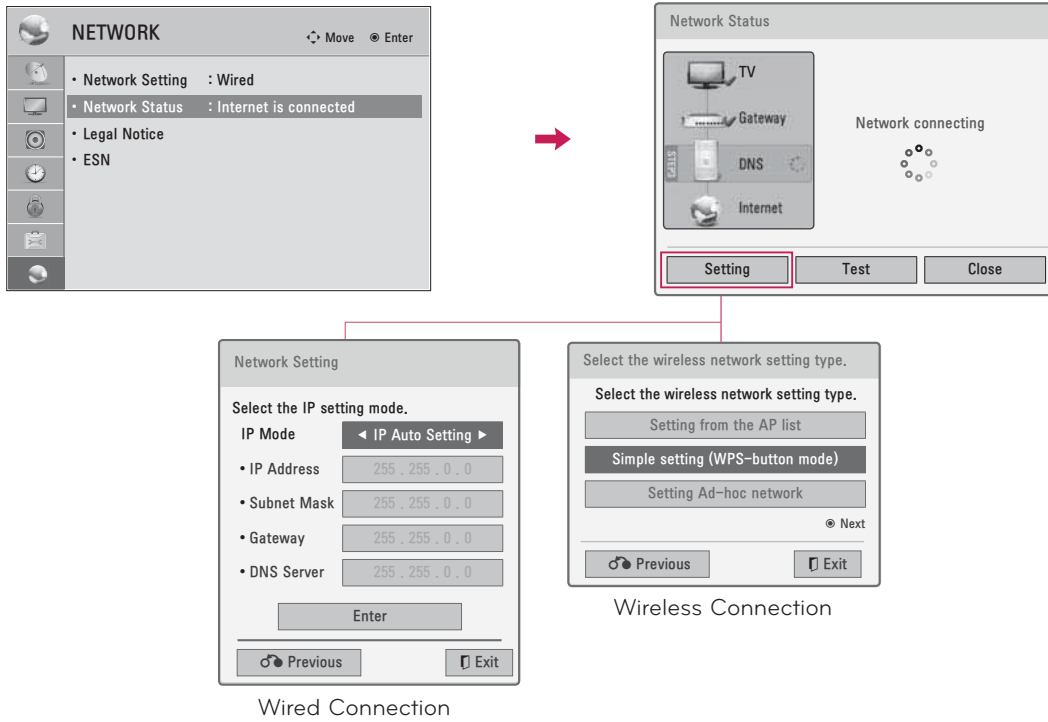 NETWORK
Move
Enter
• Network Setting : Wired
• Network Status : Internet is connected
• Legal Notice
• ESN
Network Status
TV
Gateway
STEP3
DNS
Internet
Network connecting
Setting
Test
Close
Network Setting
Select the IP setting mode.
IP Mode ◄ IP Auto Setting ►
• IP Address 255 . 255 . 0 . 0
• Subnet Mask 255 . 255 . 0 . 0
• Gateway 255 . 255 . 0 . 0
• DNS Server 255 . 255 . 0 . 0
Enter
Previous
Exit
Wired Connection
Select the wireless network setting type.
Select the wireless network setting type.
Setting from the AP list
Simple setting (WPS-button mode)
Setting Ad-hoc network
Next
Previous
Exit
Wireless Connection